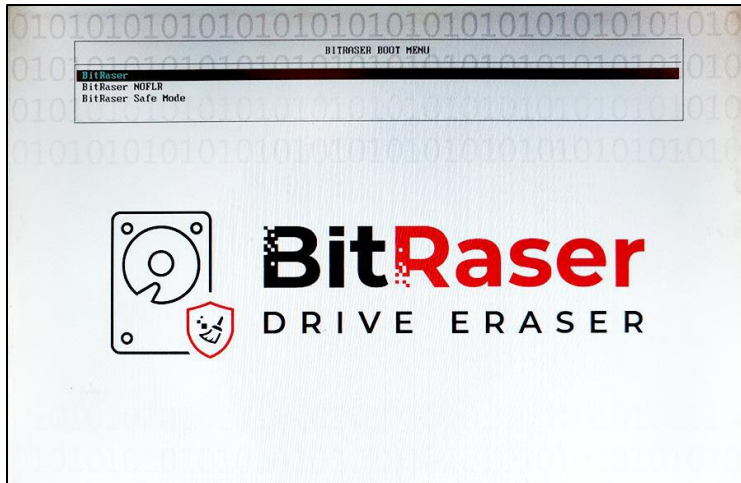 BITRASER BOOT MENU
BitRaser
BitRaser NOFLR
BitRaser Safe Mode
BitRaser
DRIVE ERASER